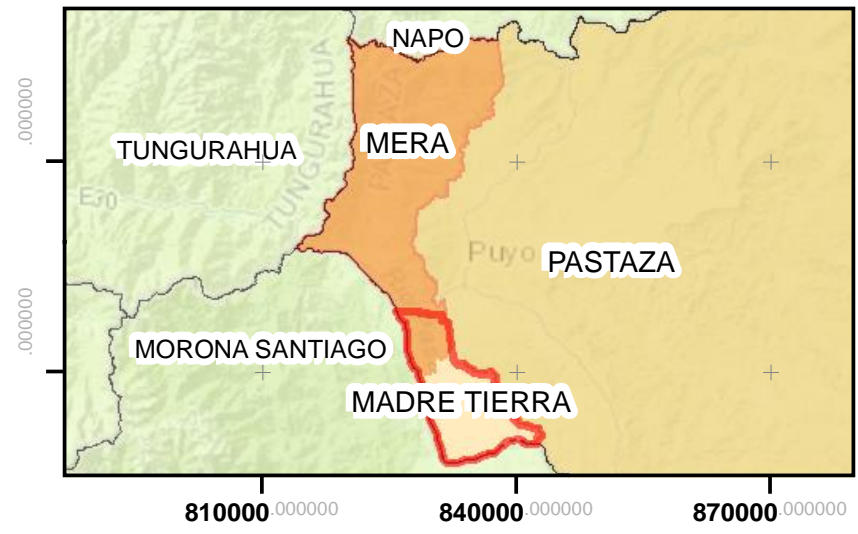 NAPO
TUNGURAHUA
MERA
PASTAZA
TUNGURAHUA
E30
Puyo
PASTAZA
MORONA SANTIAGO
MADRE TIERRA
.000000
.000000
810000.000000
840000.000000
870000.000000